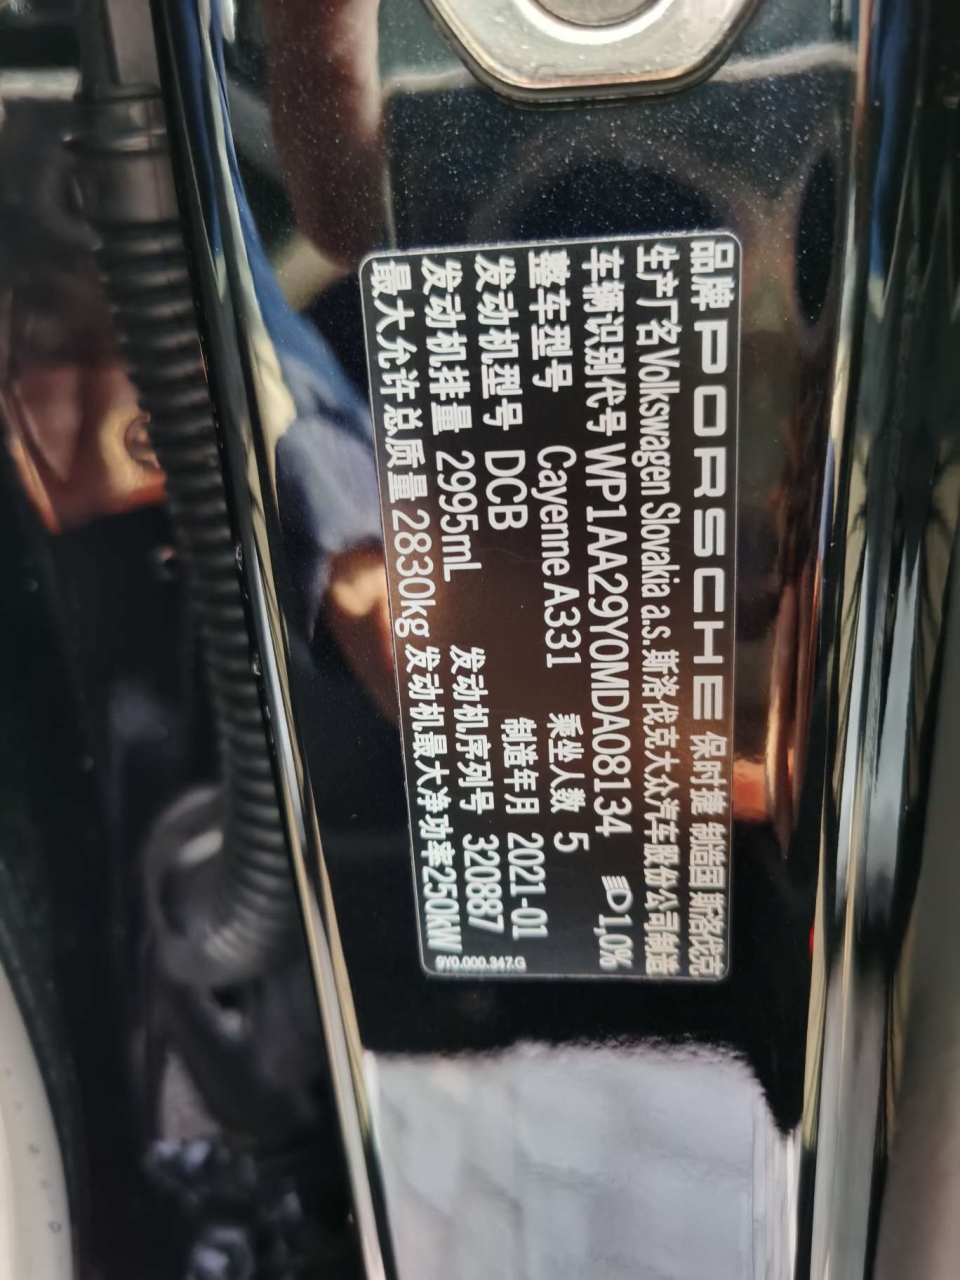 品牌 PORSCHE 保时捷 制造国 斯洛伐克
生产厂名 Volkswagen Slovakia a.s.斯洛伐克大众汽车股份公司制造
车辆识别代号 WP1AA29Y0MDA08134 1,0%
整车型号 Cayenne A331 乘坐人数 5
发动机型号 DCB 制造年月 2021-01
发动机排量 2995mL 发动机序列号 320887
最大允许总质量 2830kg 发动机最大净功率250kW
9Y0.000.347.G